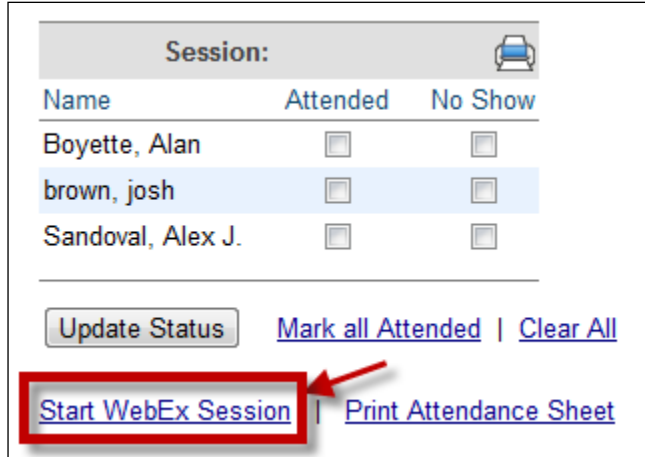 Session:
Name Attended No Show
Boyette, Alan
brown, josh
Sandoval, Alex J.
Update Status Mark all Attended | Clear All
Start WebEx Session | Print Attendance Sheet